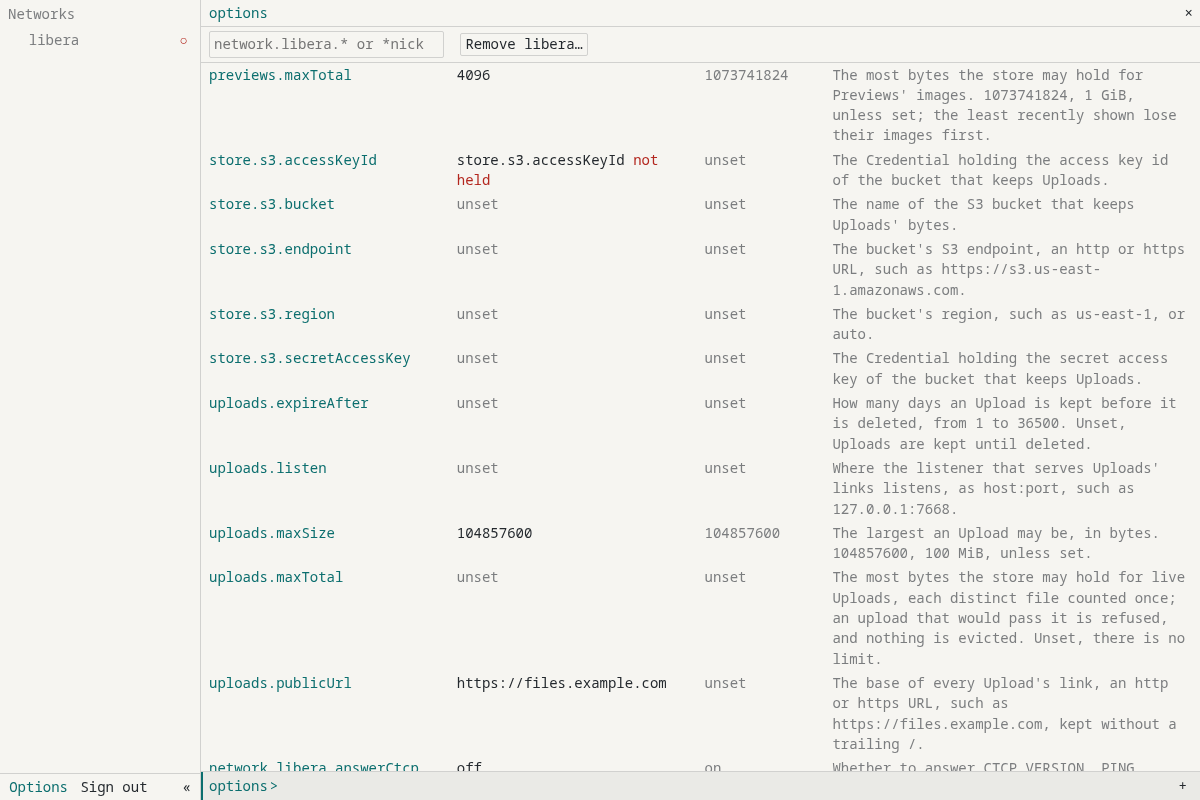 Networks
libera
Options
Sign out
«
options
×
network.libera.* or *nick
Remove libera…
previews.maxTotal 4096 1073741824 The most bytes the store may hold for
Previews' images. 1073741824, 1 GiB,
unless set; the least recently shown lose
their images first.
store.s3.accessKeyId store.s3.accessKeyId not unset The Credential holding the access key id
held of the bucket that keeps Uploads.
store.s3.bucket unset unset The name of the S3 bucket that keeps
Uploads' bytes.
store.s3.endpoint unset unset The bucket's S3 endpoint, an http or https
URL, such as https://s3.us-east-
1.amazonaws.com.
store.s3.region unset unset The bucket's region, such as us-east-1, or
auto.
store.s3.secretAccessKey unset unset The Credential holding the secret access
key of the bucket that keeps Uploads.
uploads.expireAfter unset unset How many days an Upload is kept before it
is deleted, from 1 to 36500. Unset,
Uploads are kept until deleted.
uploads.listen unset unset Where the listener that serves Uploads'
links listens, as host:port, such as
127.0.0.1:7668.
uploads.maxSize 104857600 104857600 The largest an Upload may be, in bytes.
104857600, 100 MiB, unless set.
uploads.maxTotal unset unset The most bytes the store may hold for live
Uploads, each distinct file counted once;
an upload that would pass it is refused,
and nothing is evicted. Unset, there is no
limit.
uploads.publicUrl https://files.example.com unset The base of every Upload's link, an http
or https URL, such as
https://files.example.com, kept without a
trailing /.
network.libera.answerCtcp off on Whether to answer CTCP VERSION, PING
options>
+